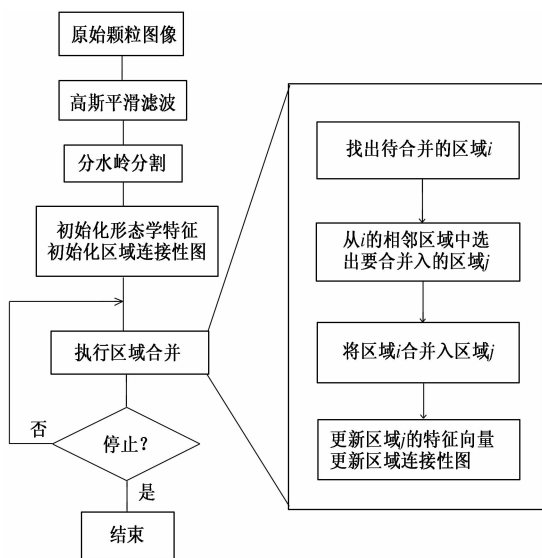 原始颗粒图像
高斯平滑滤波
分水岭分割
初始化形态学特征
初始化区域连接性图
执行区域合并
停止?
否
是
结束
找出待合并的区域i
从i的相邻区域中选
出要合并入的区域j
将区域i合并入区域j
更新区域j的特征向量
更新区域连接性图